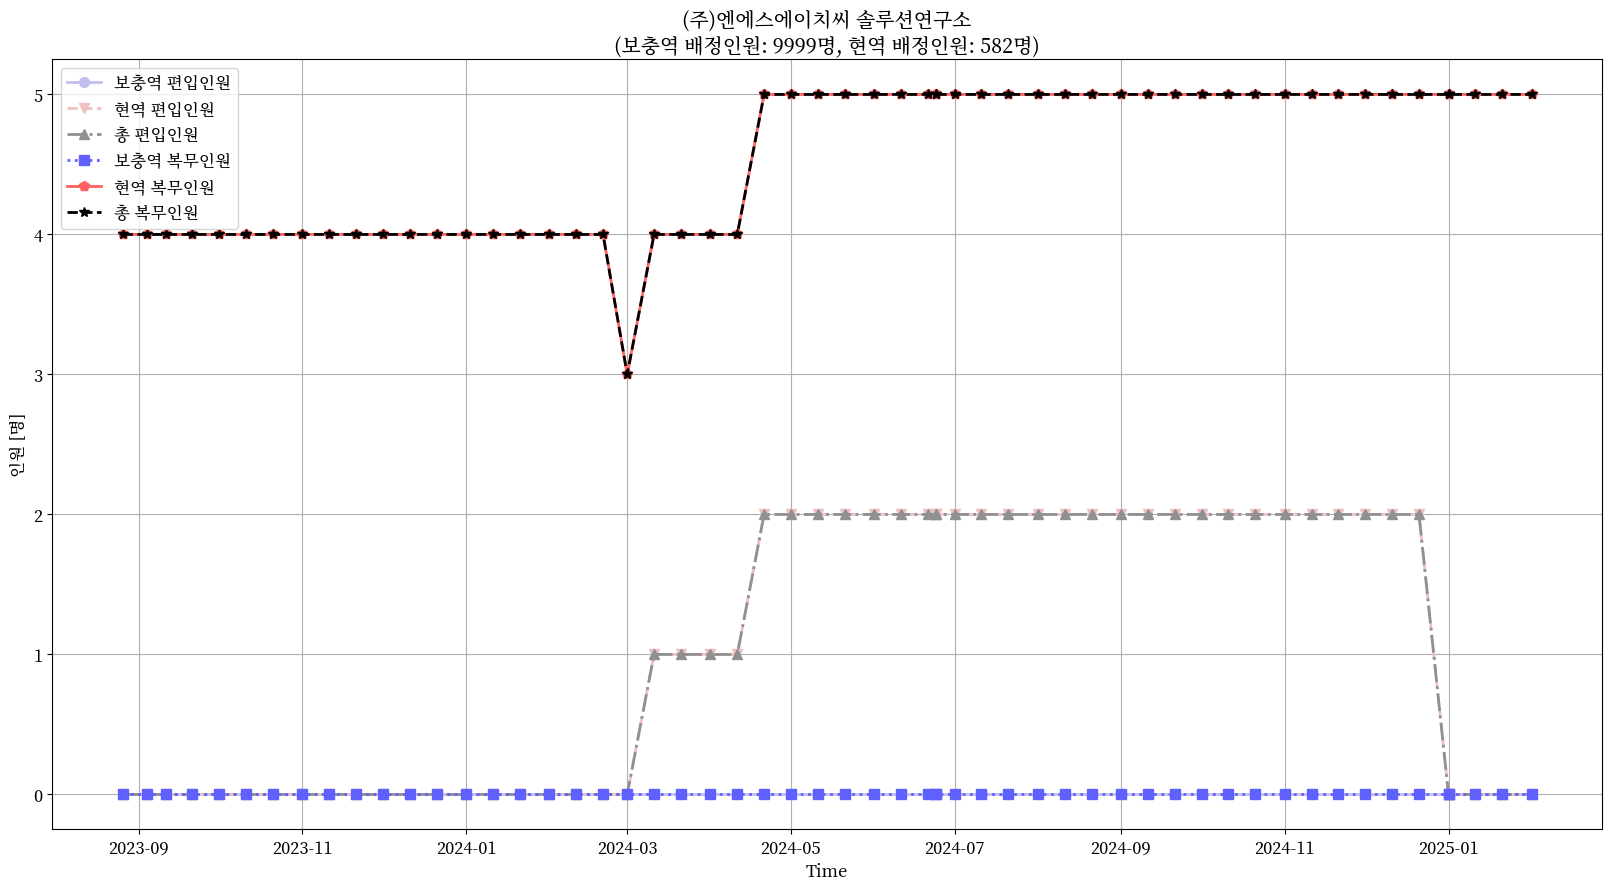 (주)엔에스에이치씨 솔루션연구소
(보충역 배정인원: 9999명, 현역 배정인원: 582명)
보충역 편입인원
현역 편입인원
총 편입인원
보충역 복무인원
현역 복무인원
총 복무인원
인원 [명]
5
4
3
2
1
0
2023-09
2023-11
2024-01
2024-03
2024-05
2024-07
2024-09
2024-11
2025-01
Time